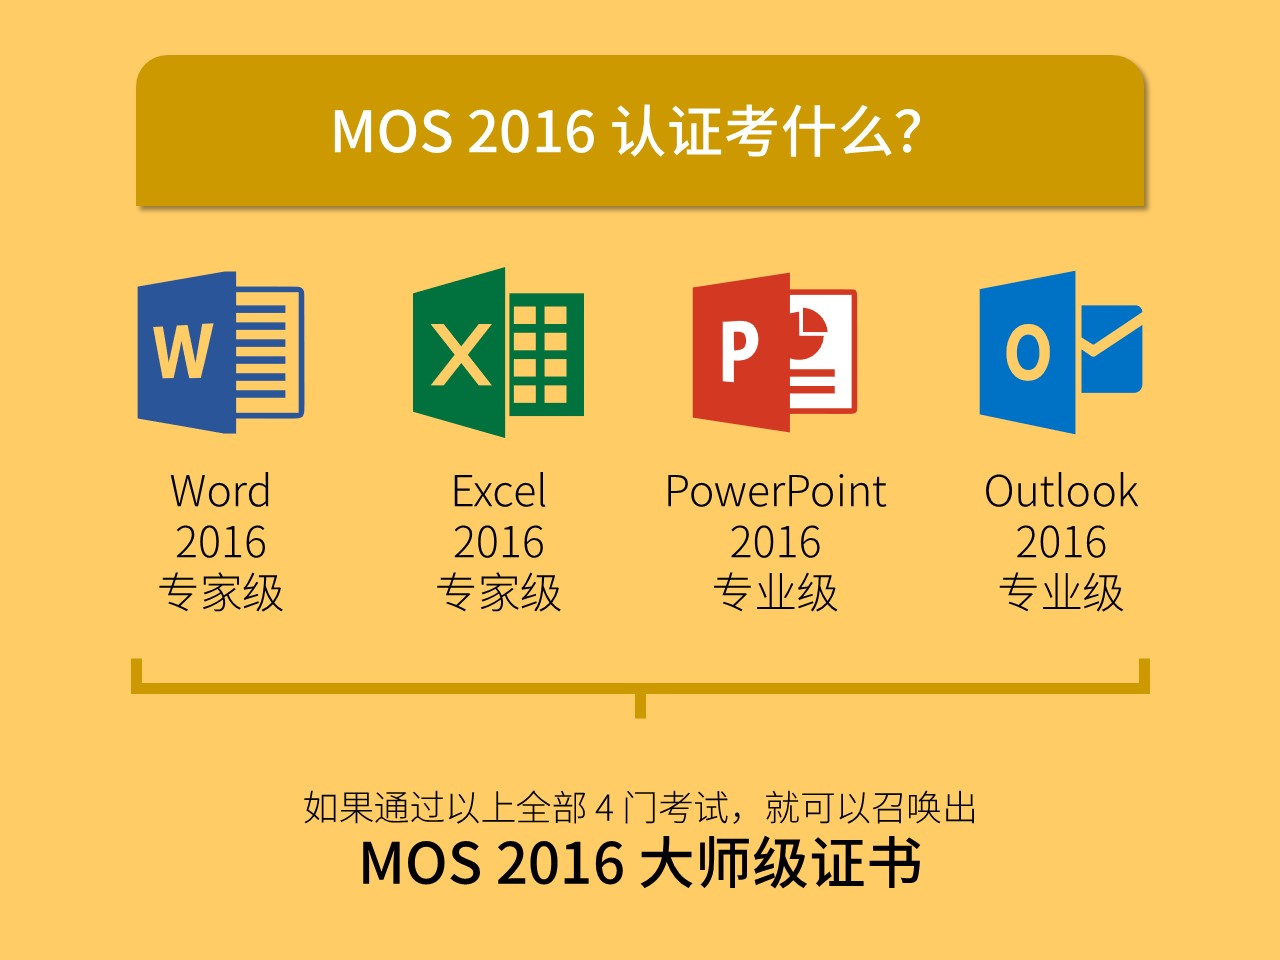 MOS 2016 认证考什么？
W
X
P
O
Word
2016
专家级
Excel
2016
专家级
PowerPoint
2016
专业级
Outlook
2016
专业级
如果通过以上全部 4 门考试，就可以召唤出
MOS 2016 大师级证书